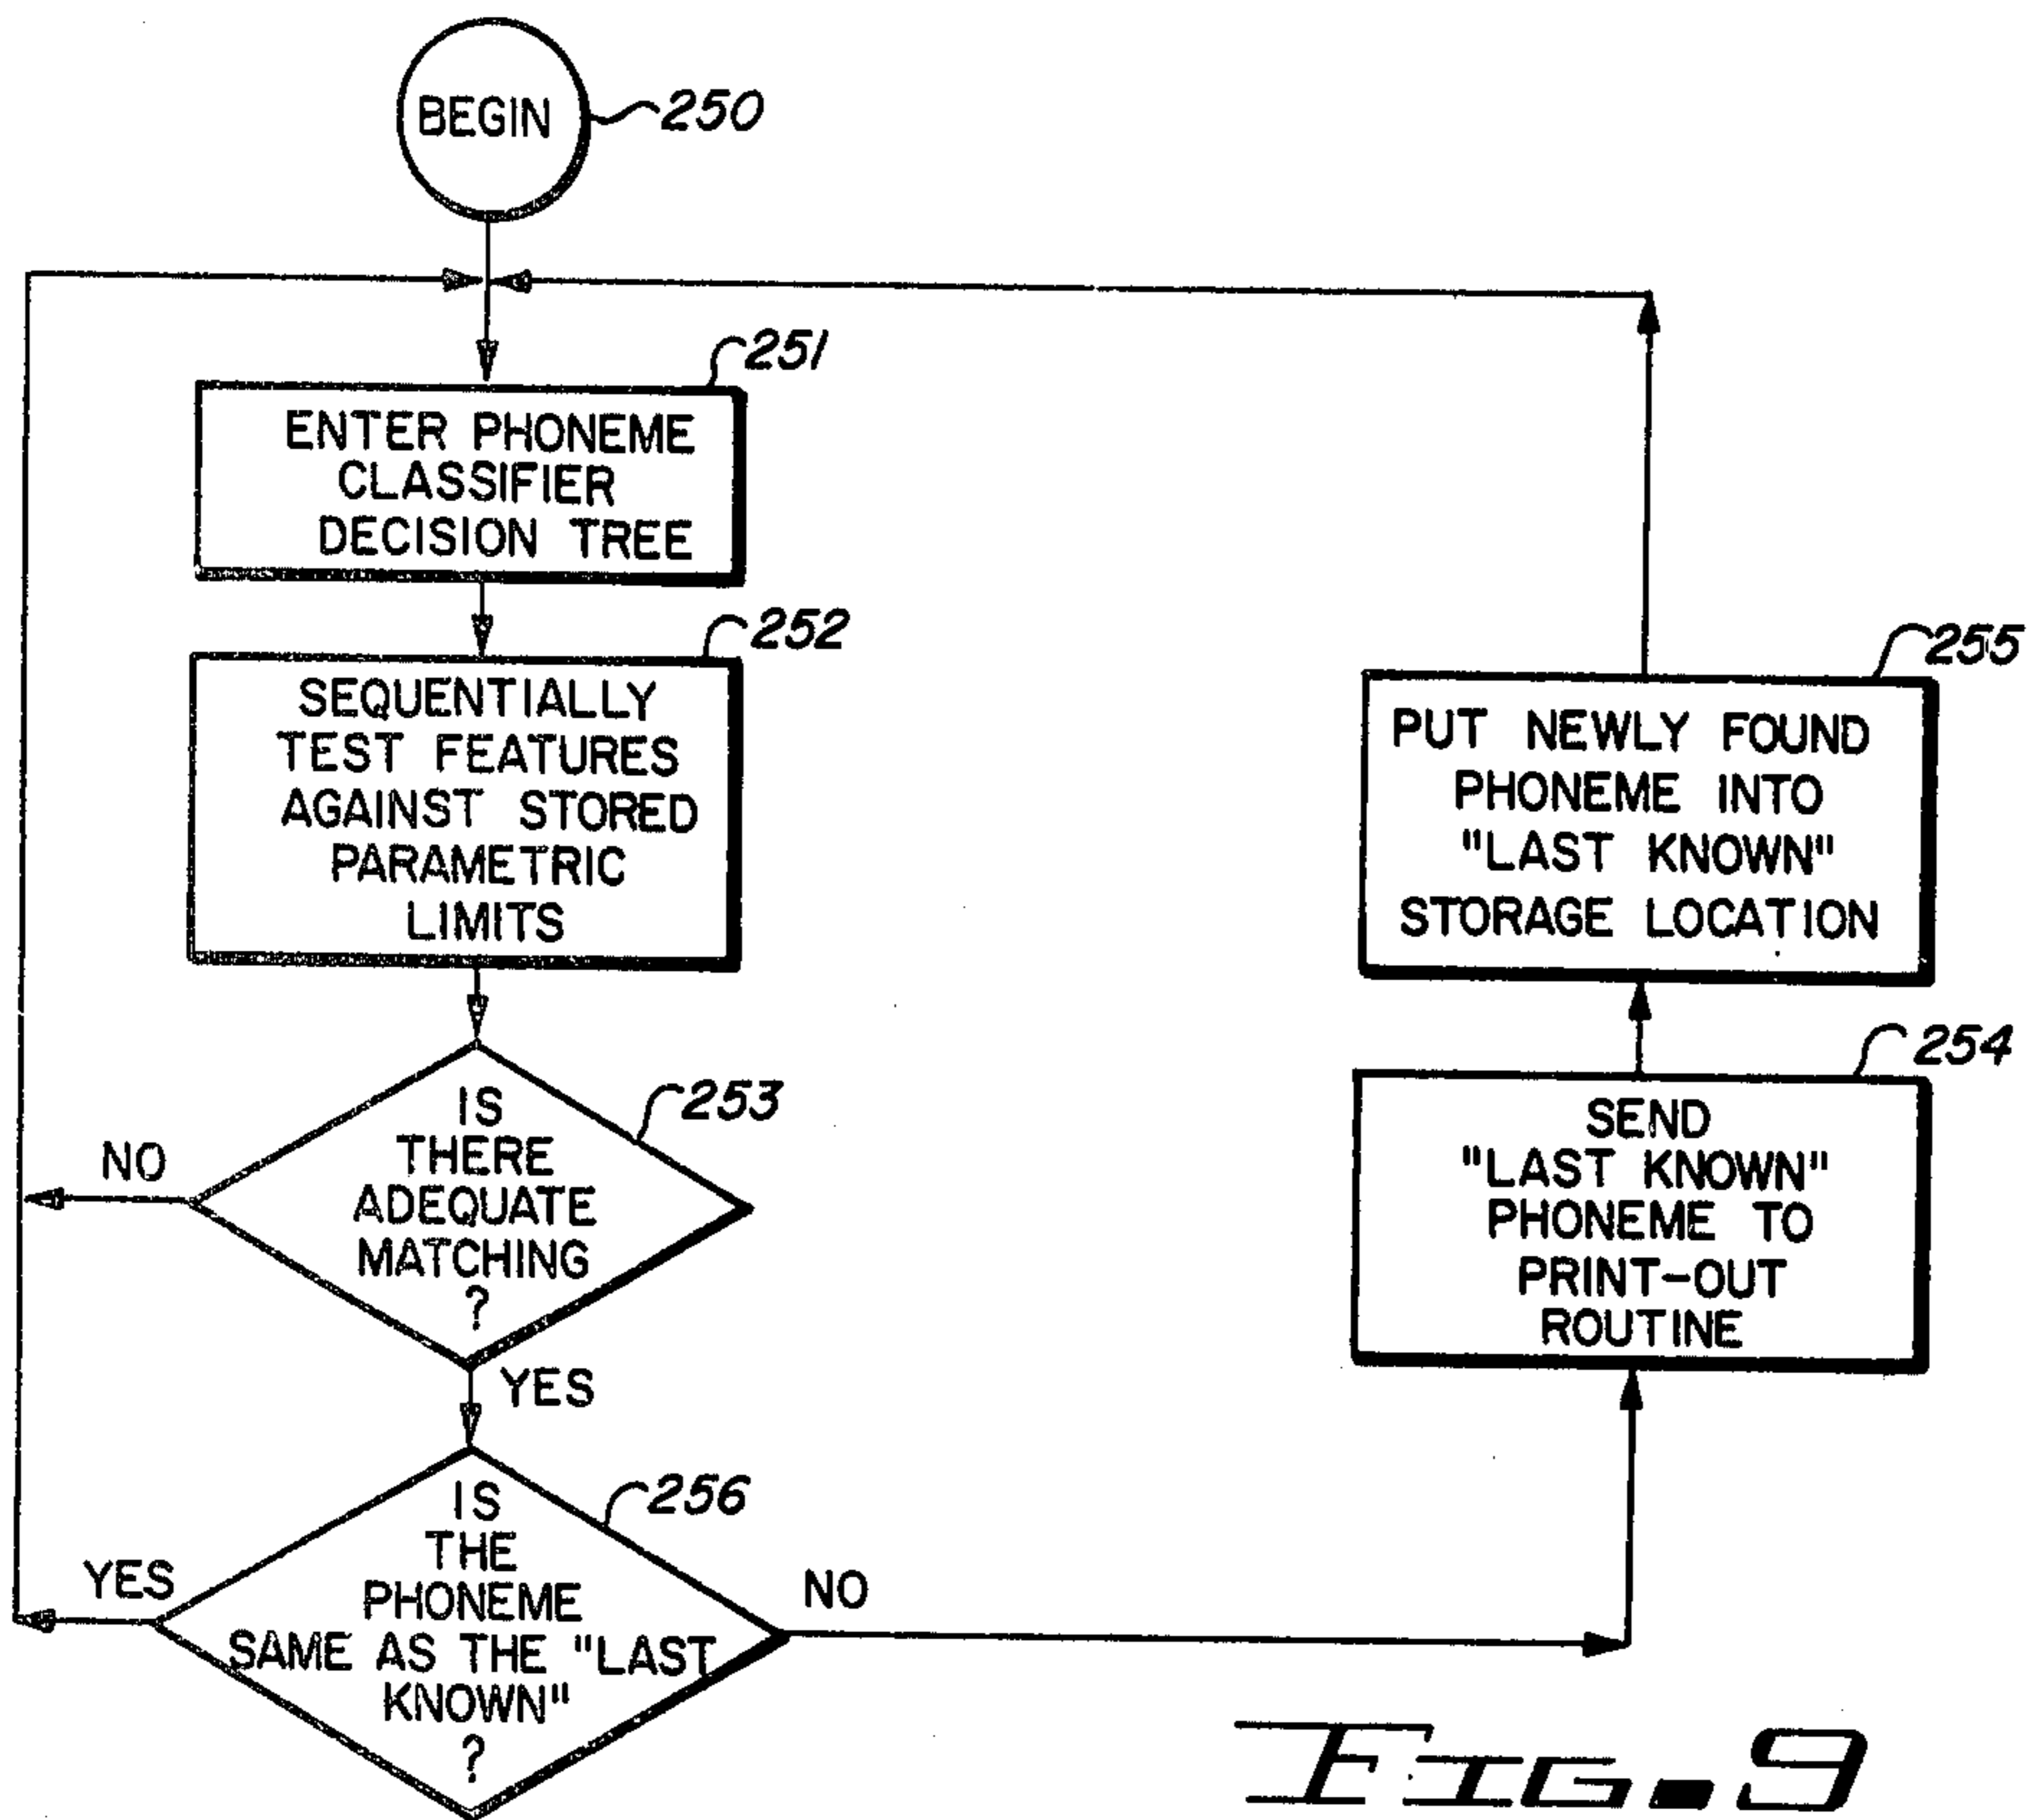 BEGIN
250
251
ENTER PHONEME
CLASSIFIER
DECISION TREE
252
SEQUENTIALLY
TEST FEATURES
AGAINST STORED
PARAMETRIC
LIMITS
253
IS
THERE
ADEQUATE
MATCHING
?
NO
YES
256
IS
THE
PHONEME
SAME AS THE "LAST
KNOWN"
?
YES
NO
254
SEND
"LAST KNOWN"
PHONEME TO
PRINT-OUT
ROUTINE
255
PUT NEWLY FOUND
PHONEME INTO
"LAST KNOWN"
STORAGE LOCATION
FIG. 9